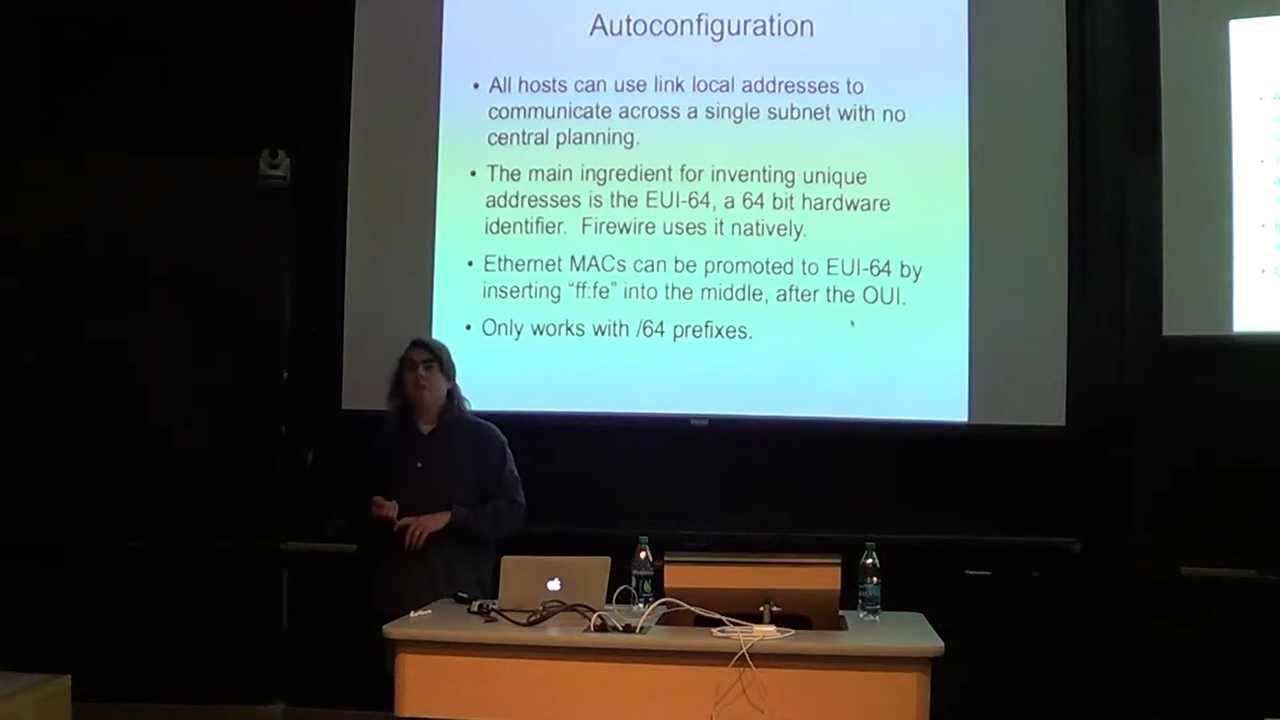 Autoconfiguration
• All hosts can use link local addresses to
communicate across a single subnet with no
central planning.
• The main ingredient for inventing unique
addresses is the EUI-64, a 64 bit hardware
identifier. Firewire uses it natively.
• Ethernet MACs can be promoted to EUI-64 by
inserting “ff:fe” into the middle, after the OUI.
• Only works with /64 prefixes.